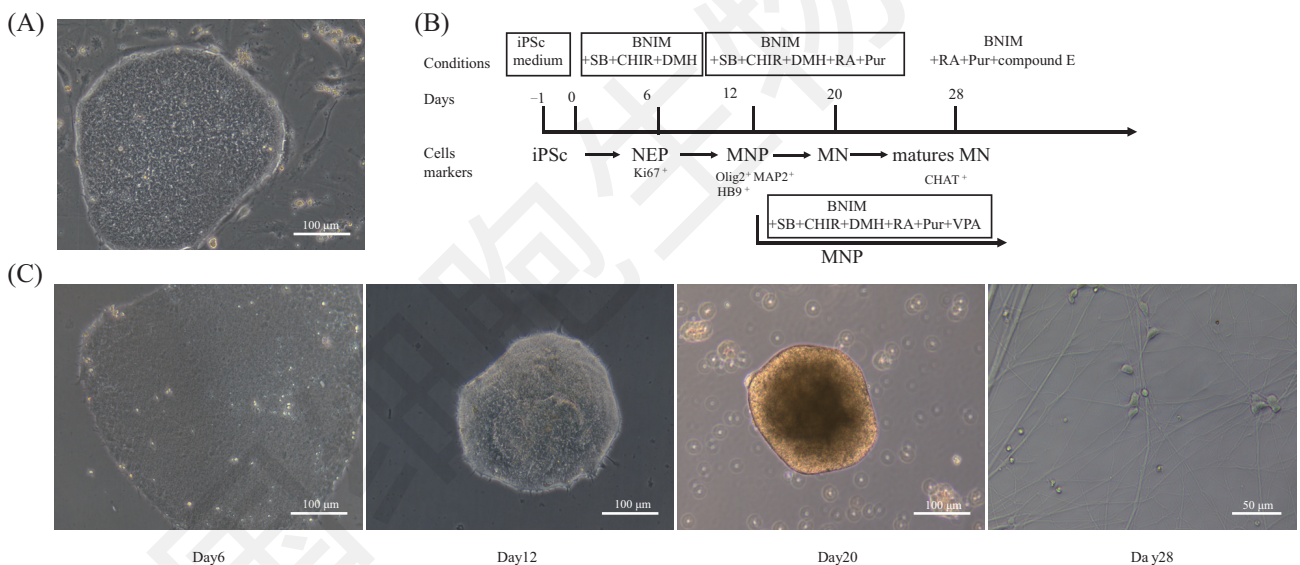 (A)
100 μm
(B)
Conditions
iPSc
medium
BNIM
+SB+CHIR+DMH
BNIM
+SB+CHIR+DMH+RA+Pur
BNIM
+RA+Pur+compound E
Days
–1 0 6 12 20 28
Cells
markers
iPSc NEP MNP MN matures MN
Ki67+
Olig2+ MAP2+
HB9+
CHAT+
BNIM
+SB+CHIR+DMH+RA+Pur+VPA
MNP
(C)
100 μm
100 μm
100 μm
50 μm
Day6
Day12
Day20
Da y28
胞生物